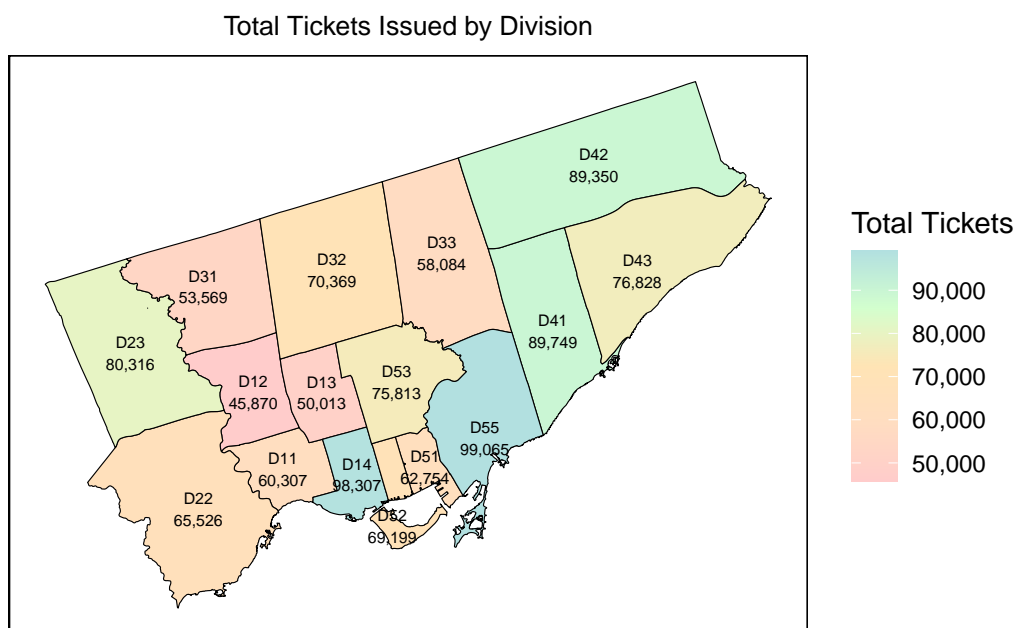 Total Tickets Issued by Division
D42
89,350
D33
58,084
D32
70,369
D43
76,828
D31
53,569
D41
89,749
D23
80,316
D53
75,813
D12
45,870
D13
50,013
D55
99,065
D51
62,754
D11
60,307
D14
98,307
D22
65,526
D52
69,199
Total Tickets
90,000
80,000
70,000
60,000
50,000